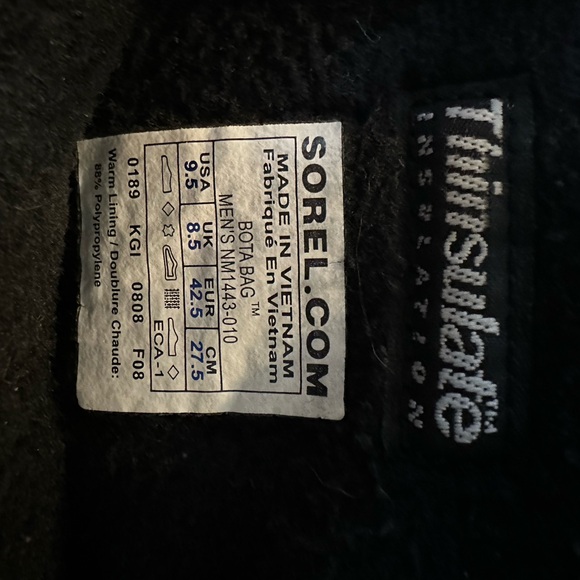 SOREL.COM
MADE IN VIETNAM
Fabriqué En Vietnam
BOTA BAG™
MEN'S NM1443-010
USA UK EUR CM
9.5 8.5 42.5 27.5
ECA-1
0189 KGI 0808 F08
Warm Lining / Doublure Chaude:
88% Polypropylene
Thinsulate™
INSULATION